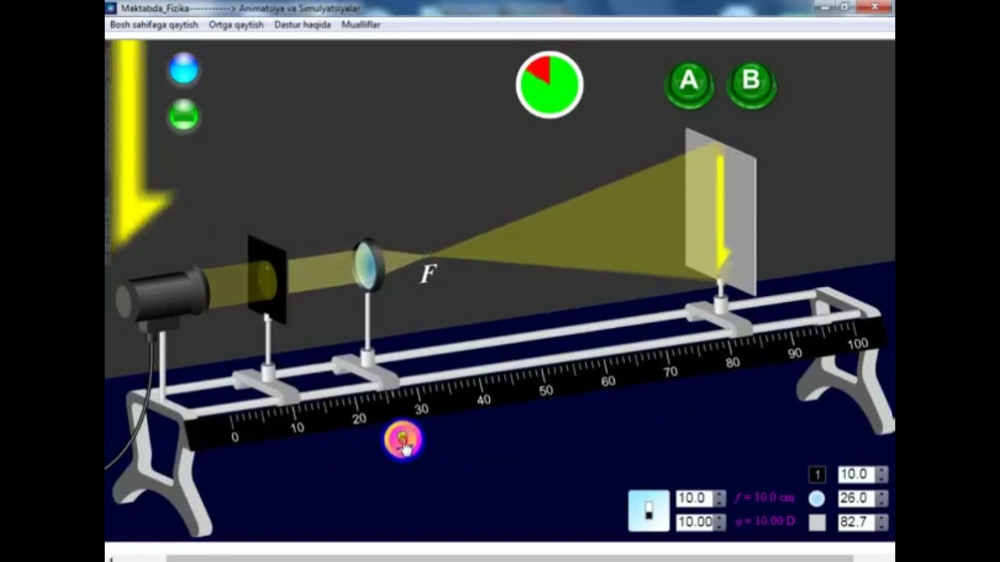 Maktabda_Fizika----------> Animatsiya va Simulyatsiyalar
Bosh sahifaga qaytish Ortga qaytish Dastur haqida Mualliflar
A B
F
0 10 20 30 40 50 60 70 80 90 100
1 10.0
10.0 f = 10.0 cm 26.0
10.00 φ = 10.00 D 82.7